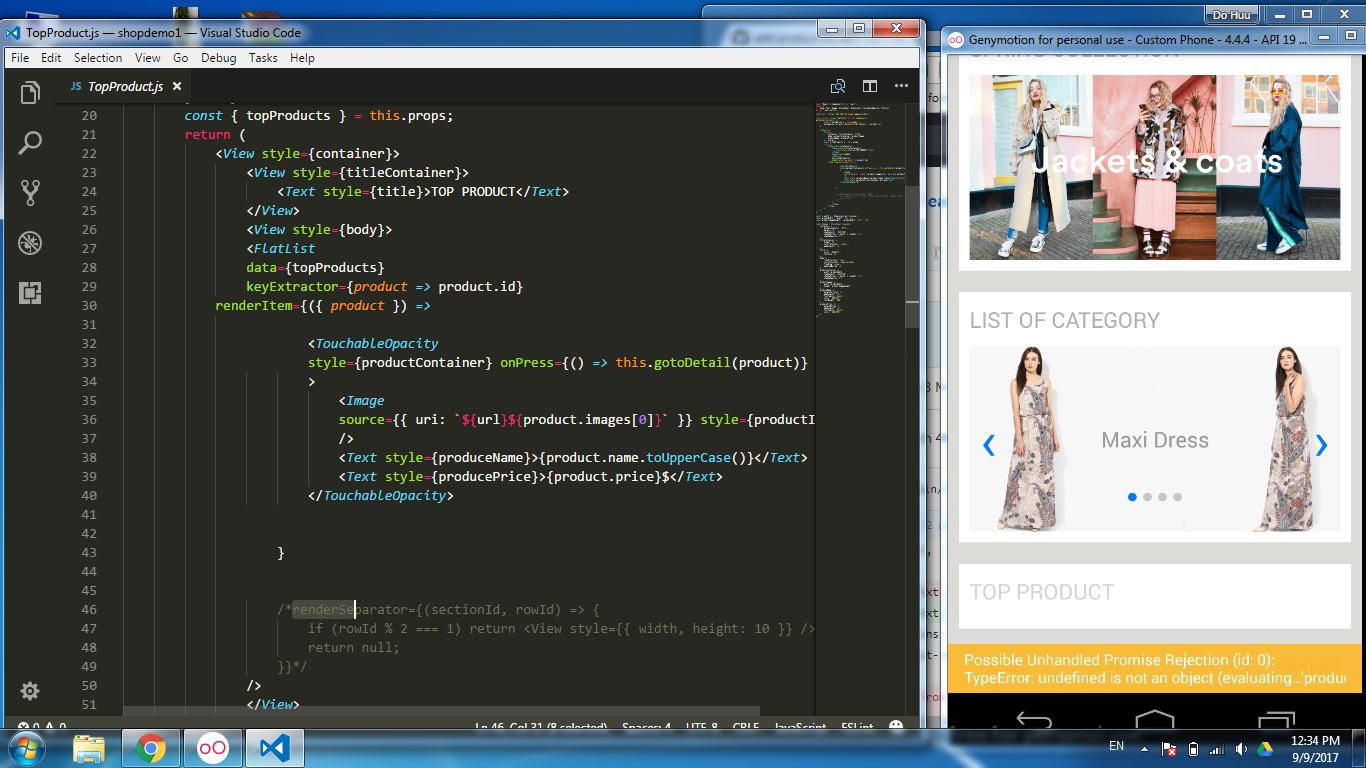 Do Huu
TopProduct.js — shopdemo1 — Visual Studio Code
File Edit Selection View Go Debug Tasks Help
JS TopProduct.js ×
20 const { topProducts } = this.props;
21 return (
22 <View style={container}>
23 <View style={titleContainer}>
24 <Text style={title}>TOP PRODUCT</Text>
25 </View>
26 <View style={body}>
27 <FlatList
28 data={topProducts}
29 keyExtractor={product => product.id}
30 renderItem={({ product }) =>
31
32 <TouchableOpacity
33 style={productContainer} onPress={() => this.gotoDetail(product)}
34 >
35 <Image
36 source={{ uri: `${url}${product.images[0]}` }} style={productI
37 />
38 <Text style={produceName}>{product.name.toUpperCase()}</Text>
39 <Text style={producePrice}>{product.price}$</Text>
40 </TouchableOpacity>
41
42
43 }
44
45
46 /*renderSeparator={(sectionId, rowId) => {
47 if (rowId % 2 === 1) return <View style={{ width, height: 10 }} />
48 return null;
49 }}*/
50 />
51 </View>
0 0
Ln 46, Col 31 (8 selected) Spaces: 4 UTF-8 CRLF JavaScript ESLint
Genymotion for personal use - Custom Phone - 4.4.4 - API 19 ...
SPRING COLLECTION
Jackets & coats
LIST OF CATEGORY
Maxi Dress
TOP PRODUCT
Possible Unhandled Promise Rejection (id: 0):
TypeError: undefined is not an object (evaluating...'produc
EN
12:34 PM
9/9/2017